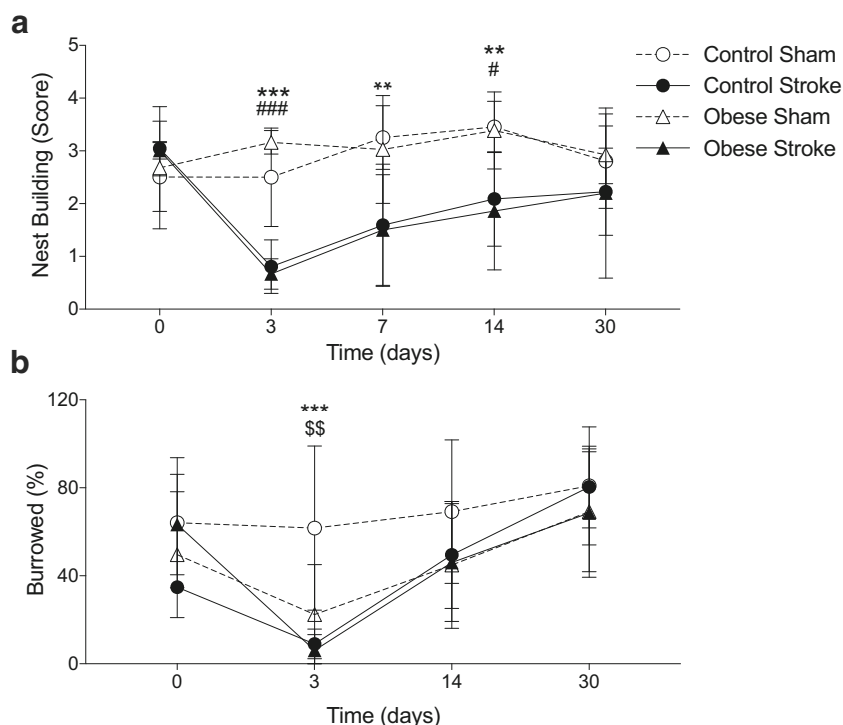 a
5
4
3
2
1
0
Nest Building (Score)
***
###
**
**
#
0 3 7 14 30
Time (days)
Control Sham
Control Stroke
Obese Sham
Obese Stroke
b
120
80
40
0
Burrowed (%)
***
$$
0 3 14 30
Time (days)